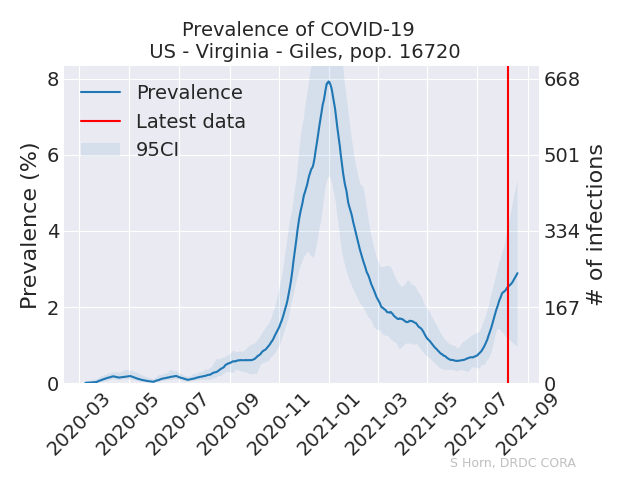 Prevalence of COVID-19
US - Virginia - Giles, pop. 16720
Prevalence
Latest data
95CI
Prevalence (%)
8
6
4
2
0
668
501
334
167
0
# of infections
2020-03
2020-05
2020-07
2020-09
2020-11
2021-01
2021-03
2021-05
2021-07
2021-09
S Horn, DRDC CORA